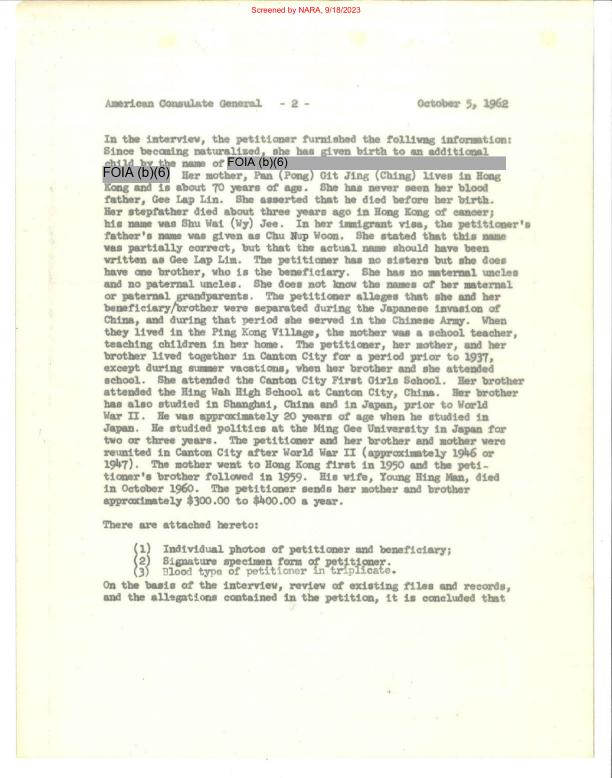 Screened by NARA, 9/18/2023
American Consulate General - 2 - October 5, 1962
In the interview, the petitioner furnished the follivng information:
Since becoming naturalized, she has given birth to an additional
child by the name of FOIA (b)(6)
FOIA (b)(6) Her mother, Pan (Pong) Git Jing (Ching) lives in Hong
Kong and is about 70 years of age. She has never seen her blood
father, Gee Lap Lin. She asserted that he died before her birth.
Her stepfather died about three years ago in Hong Kong of cancer;
his name was Shu Wai (Wy) Jee. In her immigrant visa, the petitioner's
father's name was given as Chu Nup Woon. She stated that this name
was partially correct, but that the actual name should have been
written as Gee Lap Lim. The petitioner has no sisters but she does
have one brother, who is the beneficiary. She has no maternal uncles
and no paternal uncles. She does not know the names of her maternal
or paternal grandparents. The petitioner alleges that she and her
beneficiary/brother were separated during the Japanese invasion of
China, and during that period she served in the Chinese Army. When
they lived in the Ping Kong Village, the mother was a school teacher,
teaching children in her home. The petitioner, her mother, and her
brother lived together in Canton City for a period prior to 1937,
except during summer vacations, when her brother and she attended
school. She attended the Canton City First Girls School. Her brother
attended the Hing Wah High School at Canton City, China. Her brother
has also studied in Shanghai, China and in Japan, prior to World
War II. He was approximately 20 years of age when he studied in
Japan. He studied politics at the Ming Gee University in Japan for
two or three years. The petitioner and her brother and mother were
reunited in Canton City after World War II (approximately 1946 or
1947). The mother went to Hong Kong first in 1950 and the peti-
tioner's brother followed in 1959. His wife, Young Hing Man, died
in October 1960. The petitioner sends her mother and brother
approximately $300.00 to $400.00 a year.
There are attached hereto:
(1) Individual photos of petitioner and beneficiary;
(2) Signature specimen form of petitioner.
(3) Blood type of petitioner in triplicate.
On the basis of the interview, review of existing files and records,
and the allegations contained in the petition, it is concluded that